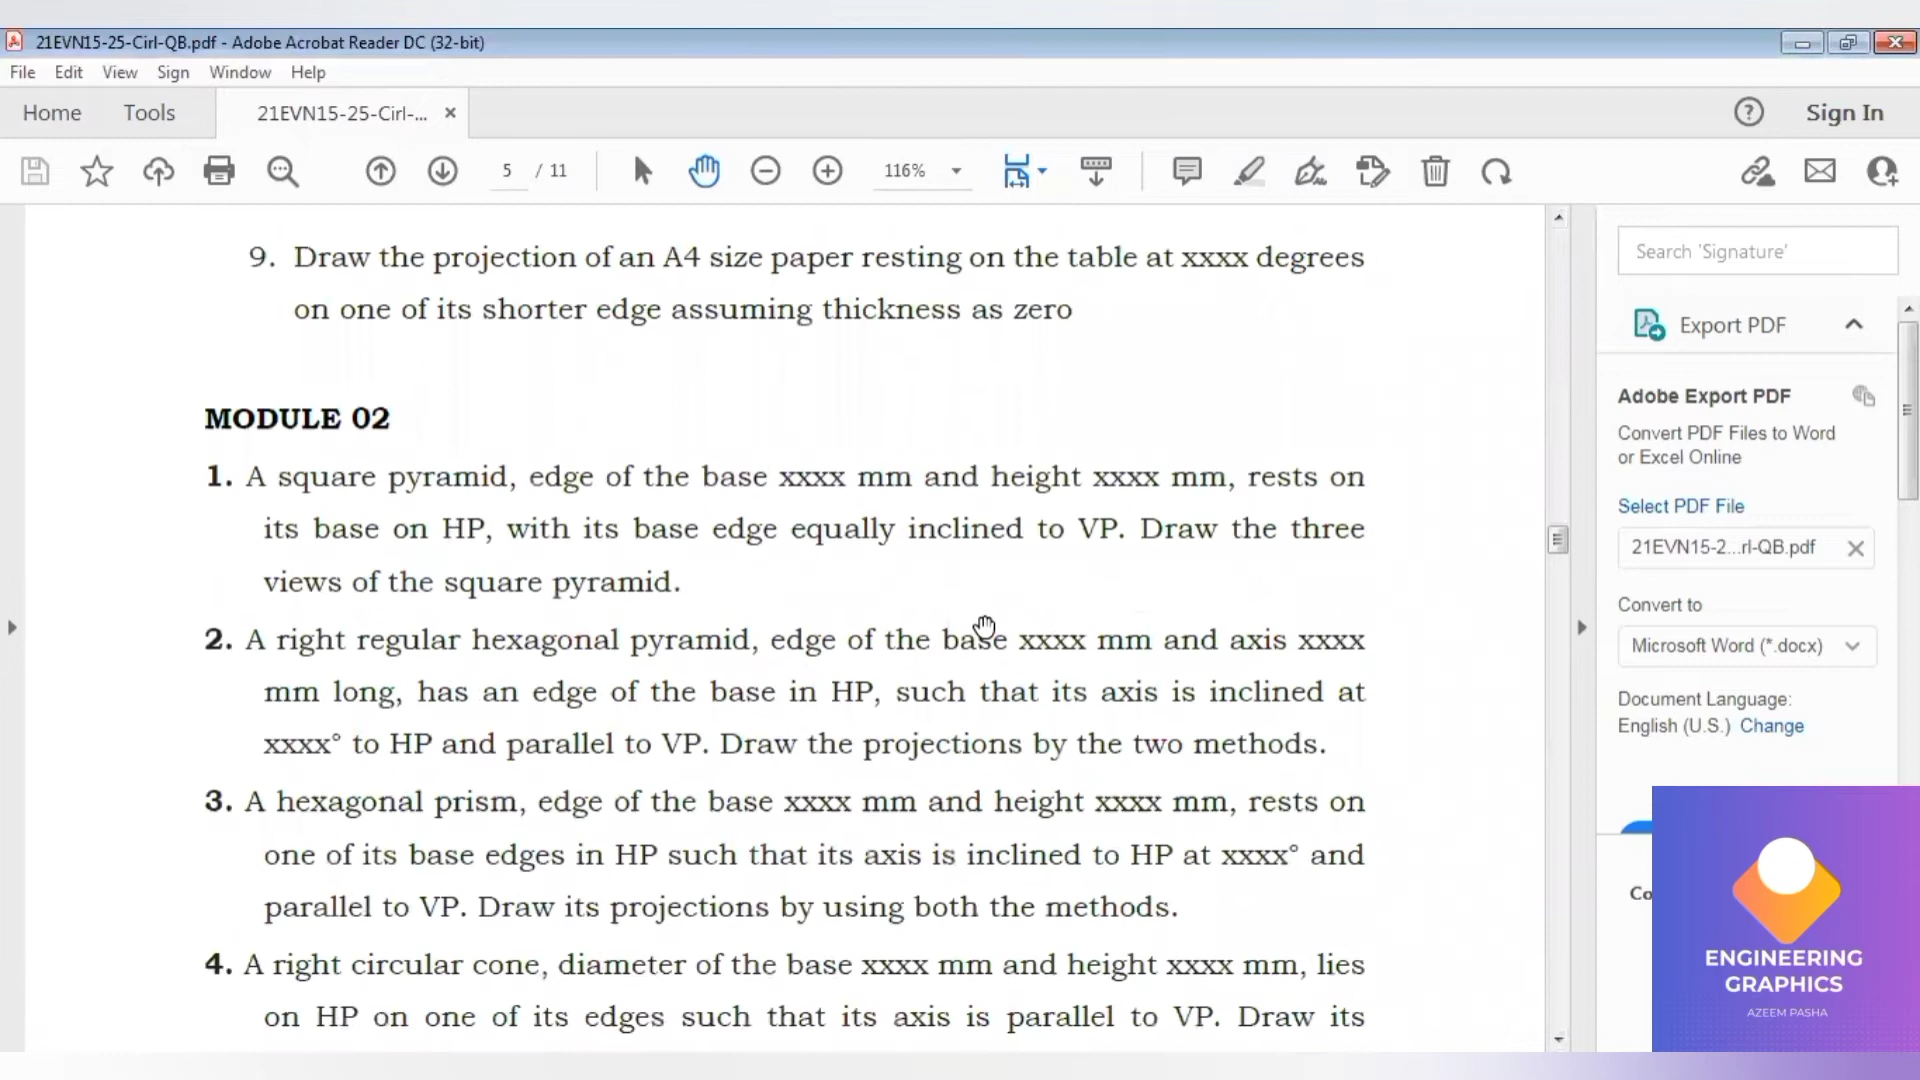 21EVN15-25-Cirl-QB.pdf - Adobe Acrobat Reader DC (32-bit)
File Edit View Sign Window Help
Home Tools 21EVN15-25-Cirl-... Sign In
5 / 11 116%
9. Draw the projection of an A4 size paper resting on the table at xxxx degrees
on one of its shorter edge assuming thickness as zero
MODULE 02
1. A square pyramid, edge of the base xxxx mm and height xxxx mm, rests on
its base on HP, with its base edge equally inclined to VP. Draw the three
views of the square pyramid.
2. A right regular hexagonal pyramid, edge of the base xxxx mm and axis xxxx
mm long, has an edge of the base in HP, such that its axis is inclined at
xxxx° to HP and parallel to VP. Draw the projections by the two methods.
3. A hexagonal prism, edge of the base xxxx mm and height xxxx mm, rests on
one of its base edges in HP such that its axis is inclined to HP at xxxx° and
parallel to VP. Draw its projections by using both the methods.
4. A right circular cone, diameter of the base xxxx mm and height xxxx mm, lies
on HP on one of its edges such that its axis is parallel to VP. Draw its
Search 'Signature'
Export PDF
Adobe Export PDF
Convert PDF Files to Word
or Excel Online
Select PDF File
21EVN15-2...rl-QB.pdf
Convert to
Microsoft Word (*.docx)
Document Language:
English (U.S.) Change
Co
ENGINEERING
GRAPHICS
AZEEM PASHA